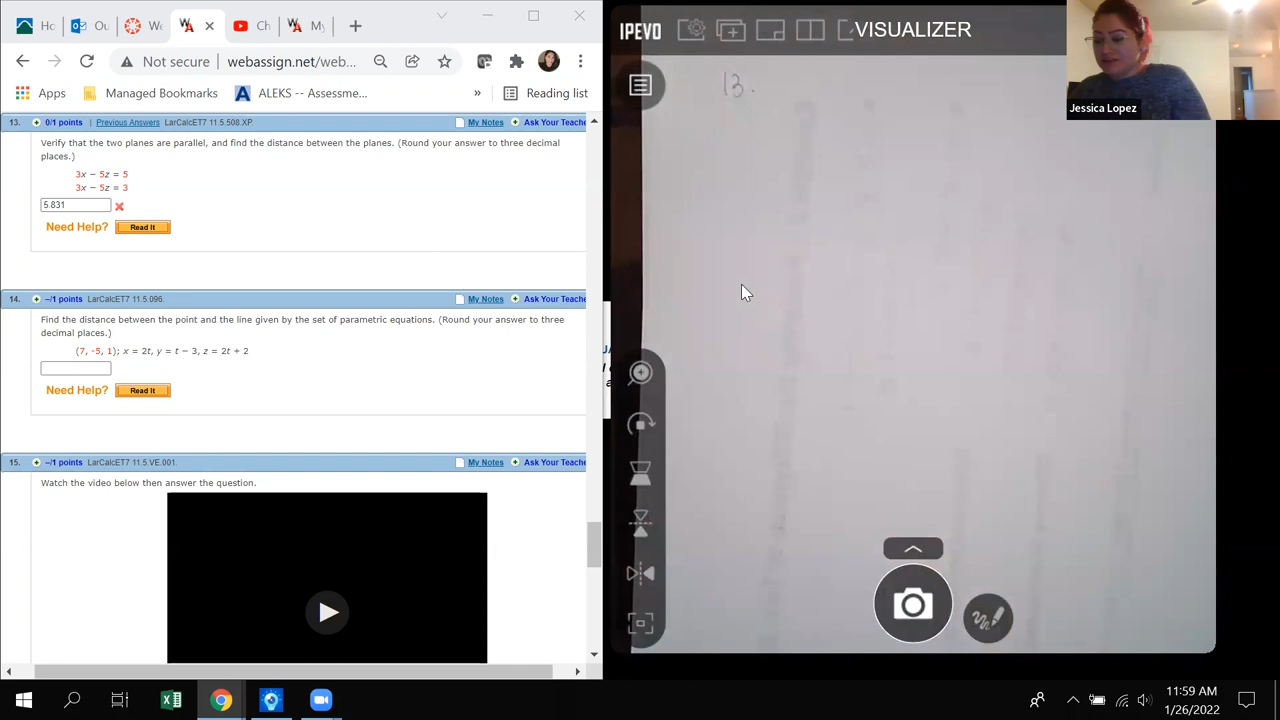 Ho
Ou
We
Ch
My
Not secure
webassign.net/web...
Apps
Managed Bookmarks
ALEKS -- Assessme...
»
Reading list
13.
0/1 points | Previous Answers LarCalcET7 11.5.508.XP.
My Notes
Ask Your Teache
Verify that the two planes are parallel, and find the distance between the planes. (Round your answer to three decimal
places.)
3x − 5z = 5
3x − 5z = 3
5.831
Need Help? Read It
14.
–/1 points LarCalcET7 11.5.096.
My Notes
Ask Your Teache
Find the distance between the point and the line given by the set of parametric equations. (Round your answer to three
decimal places.)
(7, -5, 1); x = 2t, y = t − 3, z = 2t + 2
Need Help? Read It
15.
–/1 points LarCalcET7 11.5.VE.001.
My Notes
Ask Your Teache
Watch the video below then answer the question.
IPEVO
VISUALIZER
13.
Jessica Lopez
11:59 AM
1/26/2022